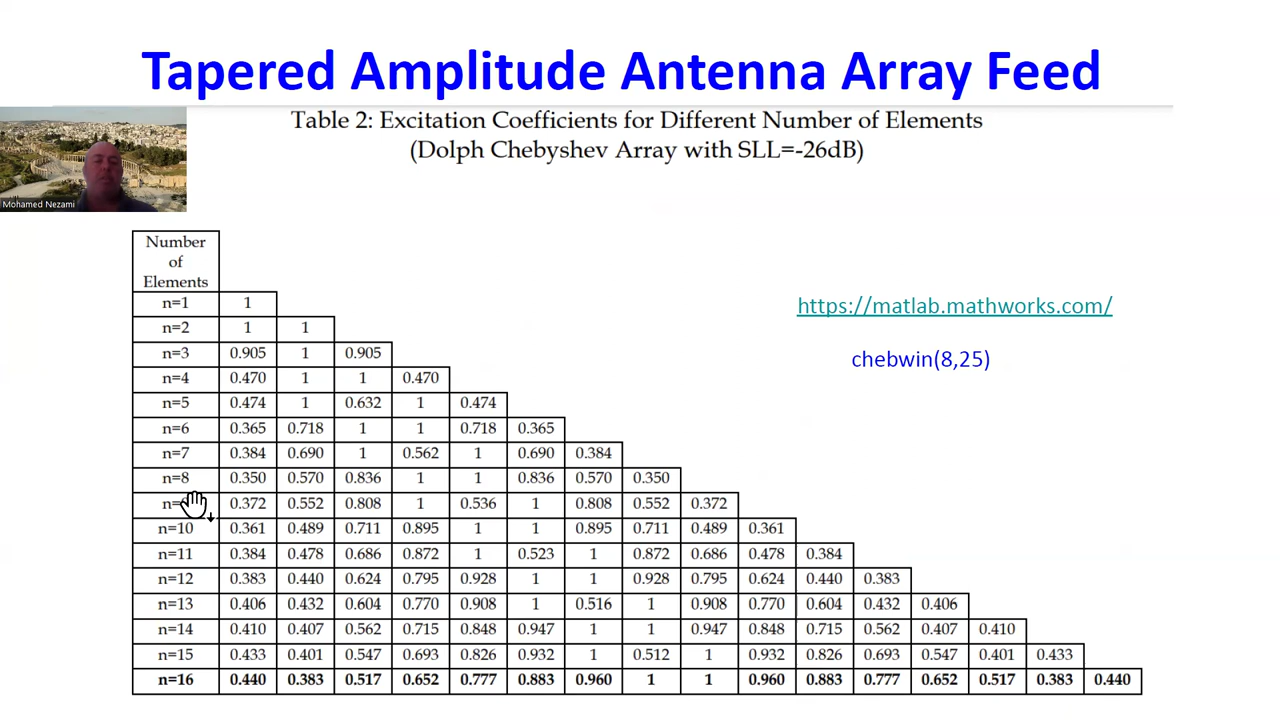 Tapered Amplitude Antenna Array Feed
Table 2: Excitation Coefficients for Different Number of Elements
(Dolph Chebyshev Array with SLL=-26dB)
Mohamed Nezami
Number
of
Elements
n=1 1
n=2 1 1
n=3 0.905 1 0.905
n=4 0.470 1 1 0.470
n=5 0.474 1 0.632 1 0.474
n=6 0.365 0.718 1 1 0.718 0.365
n=7 0.384 0.690 1 0.562 1 0.690 0.384
n=8 0.350 0.570 0.836 1 1 0.836 0.570 0.350
n= 0.372 0.552 0.808 1 0.536 1 0.808 0.552 0.372
n=10 0.361 0.489 0.711 0.895 1 1 0.895 0.711 0.489 0.361
n=11 0.384 0.478 0.686 0.872 1 0.523 1 0.872 0.686 0.478 0.384
n=12 0.383 0.440 0.624 0.795 0.928 1 1 0.928 0.795 0.624 0.440 0.383
n=13 0.406 0.432 0.604 0.770 0.908 1 0.516 1 0.908 0.770 0.604 0.432 0.406
n=14 0.410 0.407 0.562 0.715 0.848 0.947 1 1 0.947 0.848 0.715 0.562 0.407 0.410
n=15 0.433 0.401 0.547 0.693 0.826 0.932 1 0.512 1 0.932 0.826 0.693 0.547 0.401 0.433
n=16 0.440 0.383 0.517 0.652 0.777 0.883 0.960 1 1 0.960 0.883 0.777 0.652 0.517 0.383 0.440
https://matlab.mathworks.com/
chebwin(8,25)